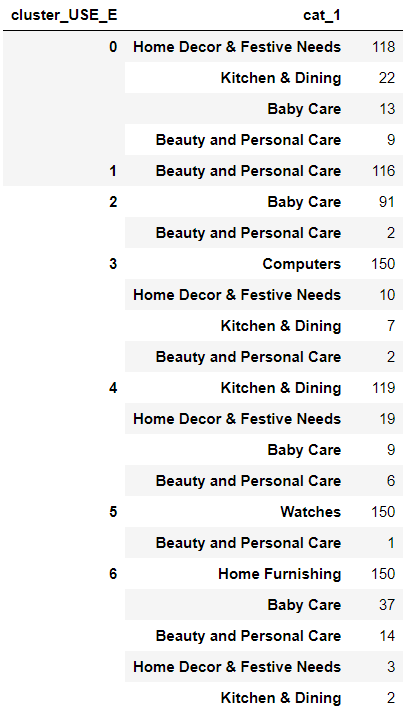 cluster_USE_E cat_1
0 Home Decor & Festive Needs 118
Kitchen & Dining 22
Baby Care 13
Beauty and Personal Care 9
1 Beauty and Personal Care 116
2 Baby Care 91
Beauty and Personal Care 2
3 Computers 150
Home Decor & Festive Needs 10
Kitchen & Dining 7
Beauty and Personal Care 2
4 Kitchen & Dining 119
Home Decor & Festive Needs 19
Baby Care 9
Beauty and Personal Care 6
5 Watches 150
Beauty and Personal Care 1
6 Home Furnishing 150
Baby Care 37
Beauty and Personal Care 14
Home Decor & Festive Needs 3
Kitchen & Dining 2